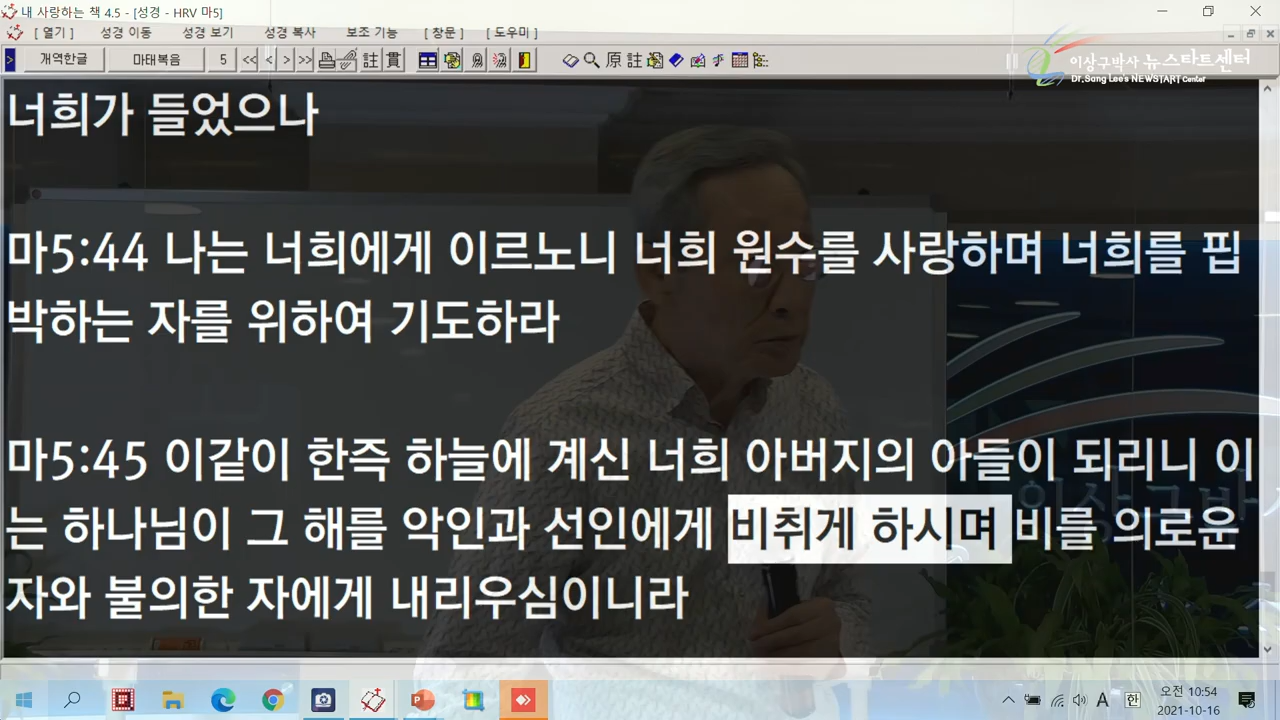 내 사랑하는 책 4.5 - [성경 - HRV 마5]
[ 열기 ] 성경 이동 성경 보기 성경 복사 보조 기능 [ 창문 ] [ 도우미 ]
개역한글 마태복음 5 << < > >> 註 貫 原 註
이상구박사 뉴스타트센터
Dr.Sang Lee's NEWSTART Center
너희가 들었으나
마5:44 나는 너희에게 이르노니 너희 원수를 사랑하며 너희를 핍
박하는 자를 위하여 기도하라
마5:45 이같이 한즉 하늘에 계신 너희 아버지의 아들이 되리니 이
는 하나님이 그 해를 악인과 선인에게 비취게 하시며 비를 의로운
자와 불의한 자에게 내리우심이니라
이상구박
A 한 오전 10:54
2021-10-16